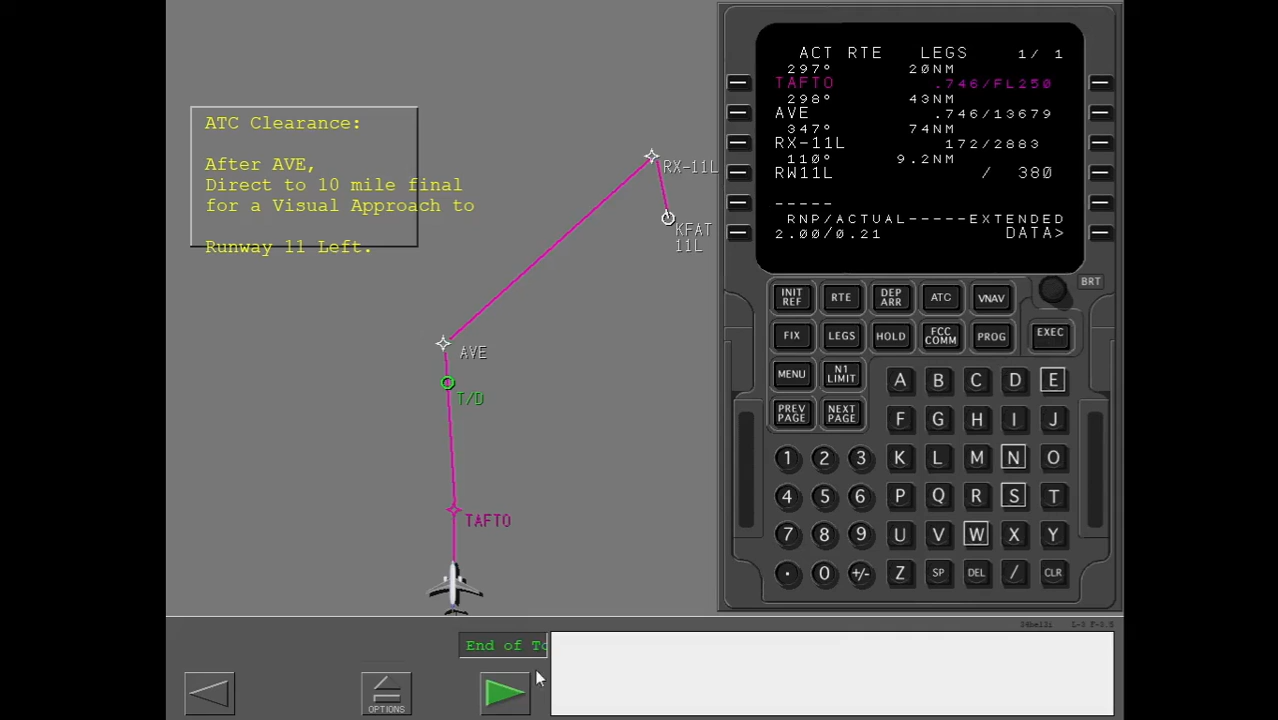 ATC Clearance:
After AVE,
Direct to 10 mile final
for a Visual Approach to
Runway 11 Left.
RX-11L
KFAT
11L
AVE
T/D
TAFTO
ACT RTE LEGS 1/ 1
297° 20NM
TAFTO .746/FL250
298° 43NM
AVE .746/13679
347° 74NM
RX-11L 172/2883
110° 9.2NM
RW11L / 380
-----
RNP/ACTUAL-----EXTENDED
2.00/0.21 DATA>
BRT
INIT REF RTE DEP ARR ATC VNAV
FIX LEGS HOLD FCC COMM PROG EXEC
MENU N1 LIMIT
PREV PAGE NEXT PAGE
A B C D E
F G H I J
1 2 3 K L M N O
4 5 6 P Q R S T
7 8 9 U V W X Y
. 0 +/- Z SP DEL / CLR
End of To
OPTIONS